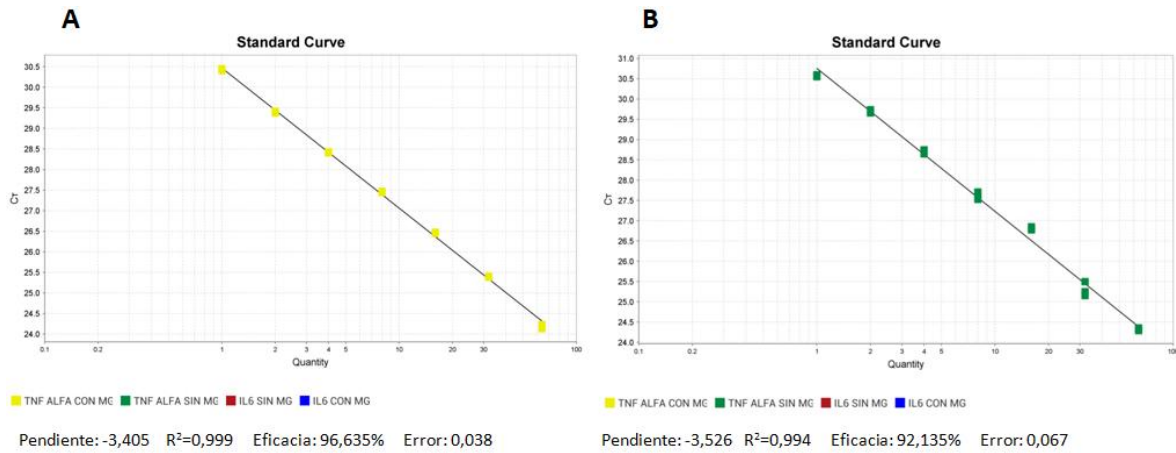 A
Standard Curve
30.5
30.0
29.5
29.0
28.5
28.0
27.5
27.0
26.5
26.0
25.5
25.0
24.5
24.0
CT
0.1 0.2 1 2 3 4 5 10 20 30 100
Quantity
TNF ALFA CON MG TNF ALFA SIN MG IL6 SIN MG IL6 CON MG
Pendiente: -3,405 R²=0,999 Eficacia: 96,635% Error: 0,038
B
Standard Curve
31.0
30.5
30.0
29.5
29.0
28.5
28.0
27.5
27.0
26.5
26.0
25.5
25.0
24.5
24.0
CT
0.1 0.2 1 2 3 4 5 10 20 30 100
Quantity
TNF ALFA CON MG TNF ALFA SIN MG IL6 SIN MG IL6 CON MG
Pendiente: -3,526 R²=0,994 Eficacia: 92,135% Error: 0,067